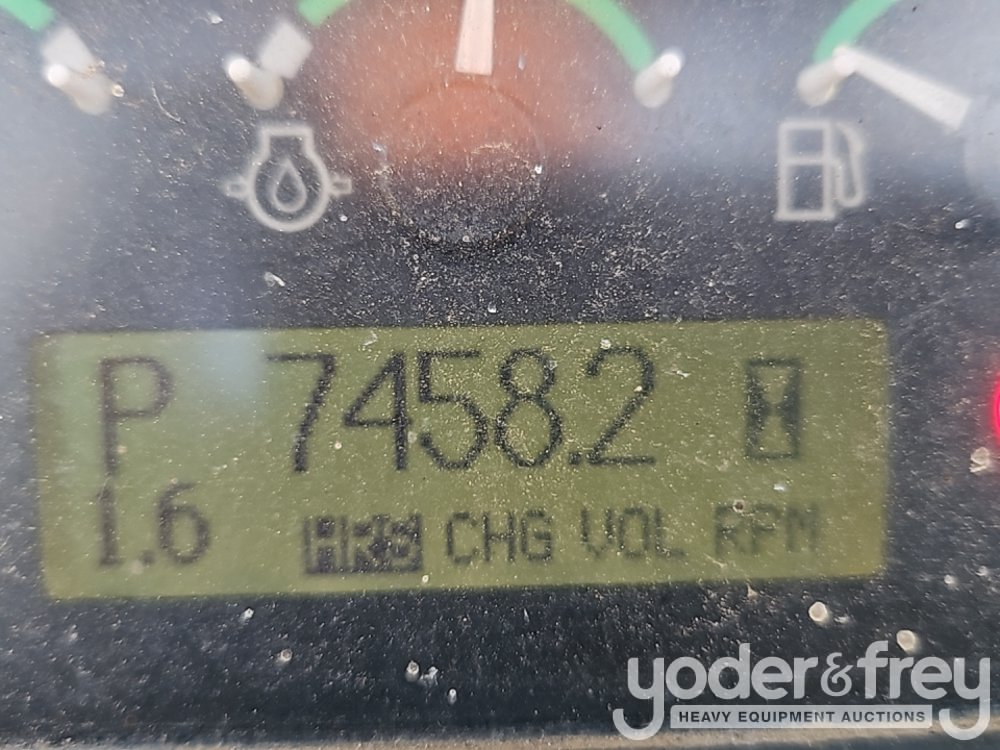 P 7458.2
1.6 HRS CHG VOL RPM
yoder&frey
HEAVY EQUIPMENT AUCTIONS